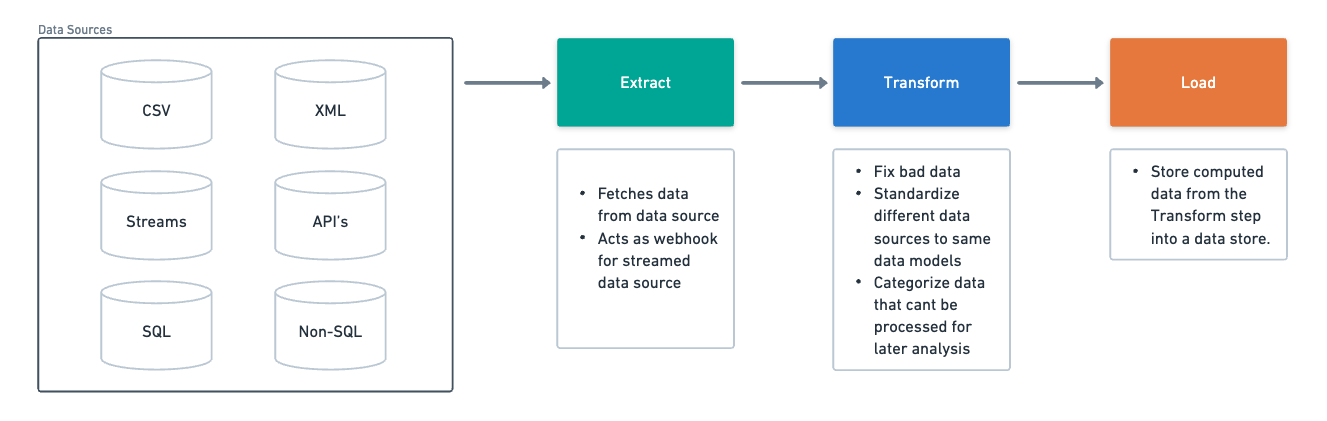 Data Sources
CSV
XML
Streams
API's
SQL
Non-SQL
Extract
• Fetches data
from data source
• Acts as webhook
for streamed
data source
Transform
• Fix bad data
• Standardize
different data
sources to same
data models
• Categorize data
that cant be
processed for
later analysis
Load
• Store computed
data from the
Transform step
into a data store.